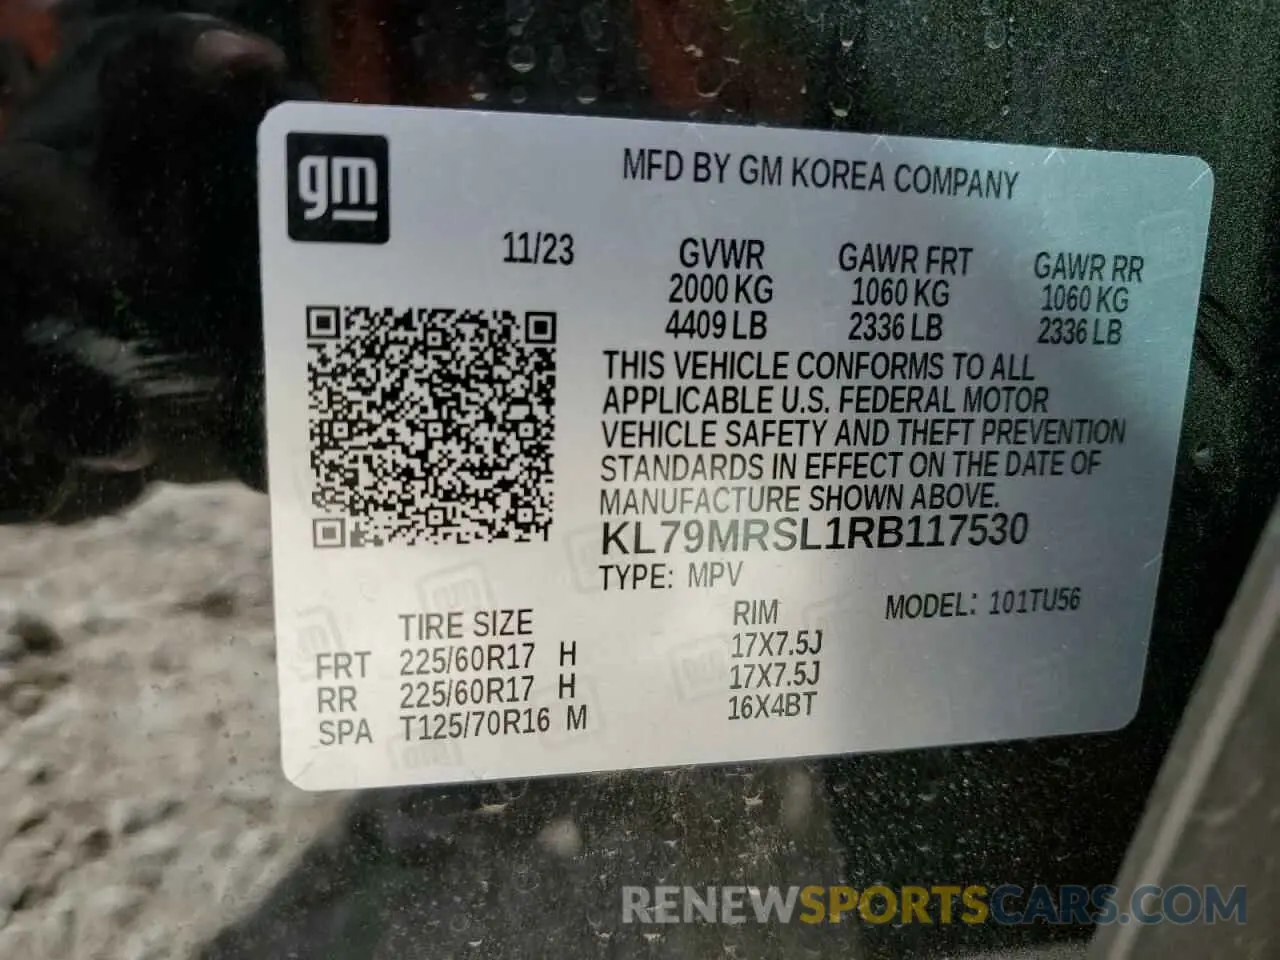 gm
MFD BY GM KOREA COMPANY
11/23
GVWR GAWR FRT GAWR RR
2000 KG 1060 KG 1060 KG
4409 LB 2336 LB 2336 LB
THIS VEHICLE CONFORMS TO ALL
APPLICABLE U.S. FEDERAL MOTOR
VEHICLE SAFETY AND THEFT PREVENTION
STANDARDS IN EFFECT ON THE DATE OF
MANUFACTURE SHOWN ABOVE.
KL79MRSL1RB117530
TYPE: MPV
MODEL: 101TU56
TIRE SIZE RIM
FRT 225/60R17 H 17X7.5J
RR 225/60R17 H 17X7.5J
SPA T125/70R16 M 16X4BT
RENEWSPORTSCARS.COM